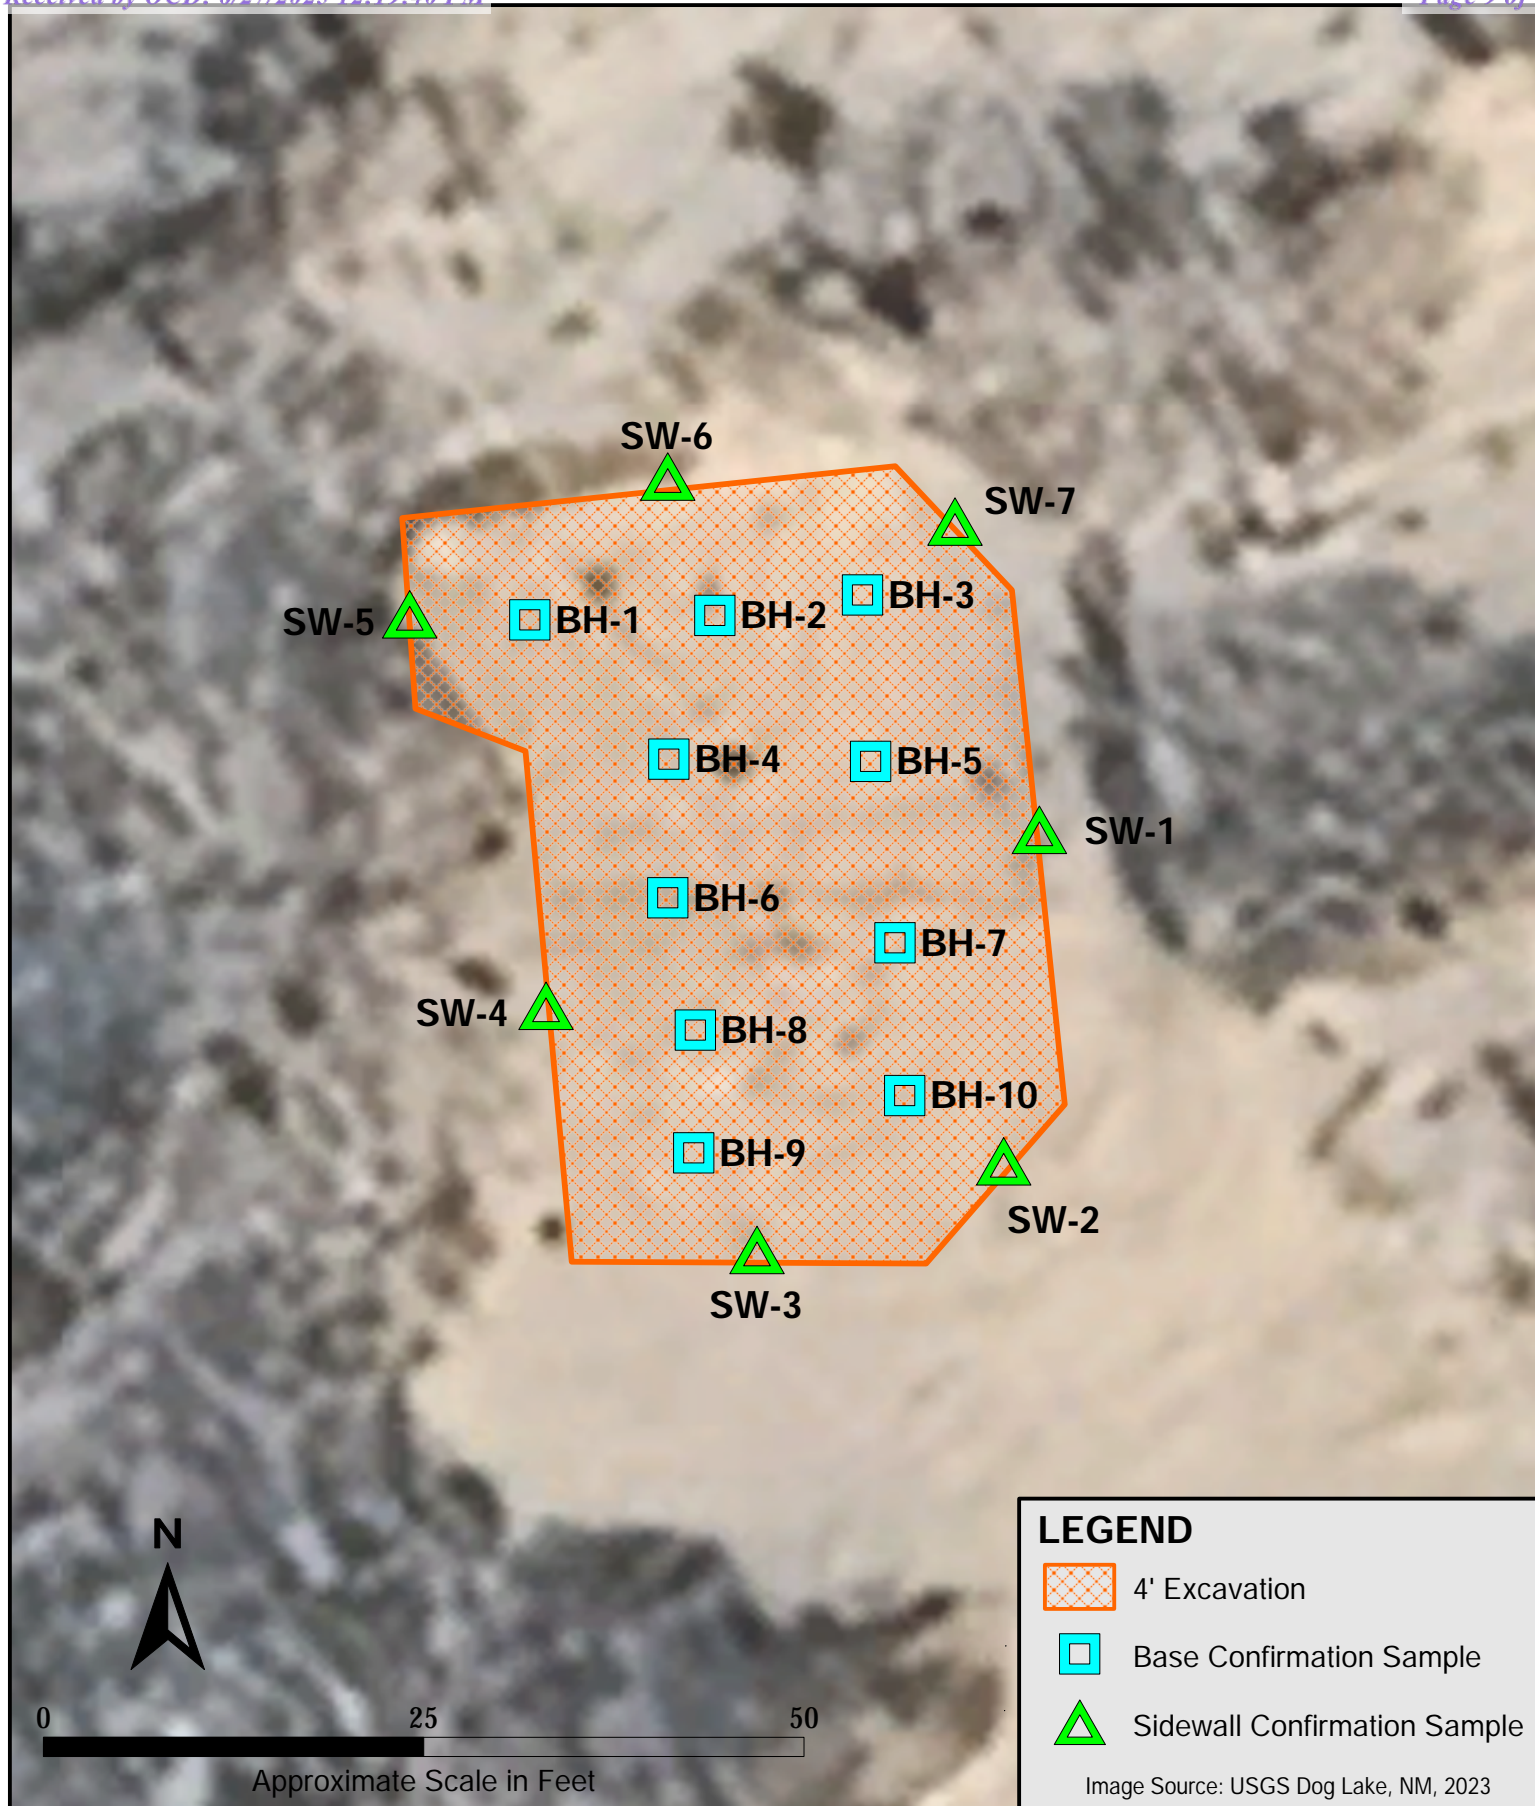 SW-6
SW-7
BH-3
SW-5
BH-1
BH-2
BH-4
BH-5
SW-1
BH-6
BH-7
SW-4
BH-8
BH-10
BH-9
SW-2
SW-3
N
0 25 50
Approximate Scale in Feet
LEGEND
4' Excavation
Base Confirmation Sample
Sidewall Confirmation Sample
Image Source: USGS Dog Lake, NM, 2023